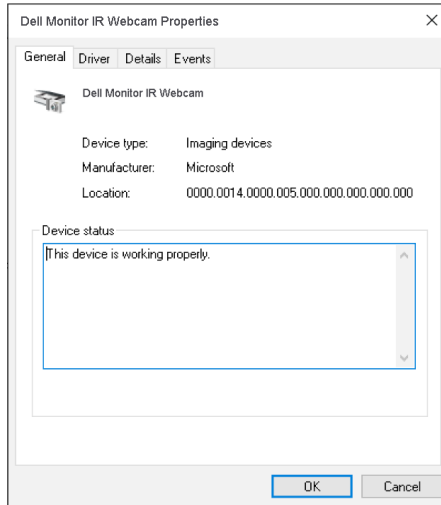 Dell Monitor IR Webcam Properties
General Driver Details Events
Dell Monitor IR Webcam
Device type: Imaging devices
Manufacturer: Microsoft
Location: 0000.0014.0000.005.000.000.000.000.000
Device status
This device is working properly.
OK Cancel